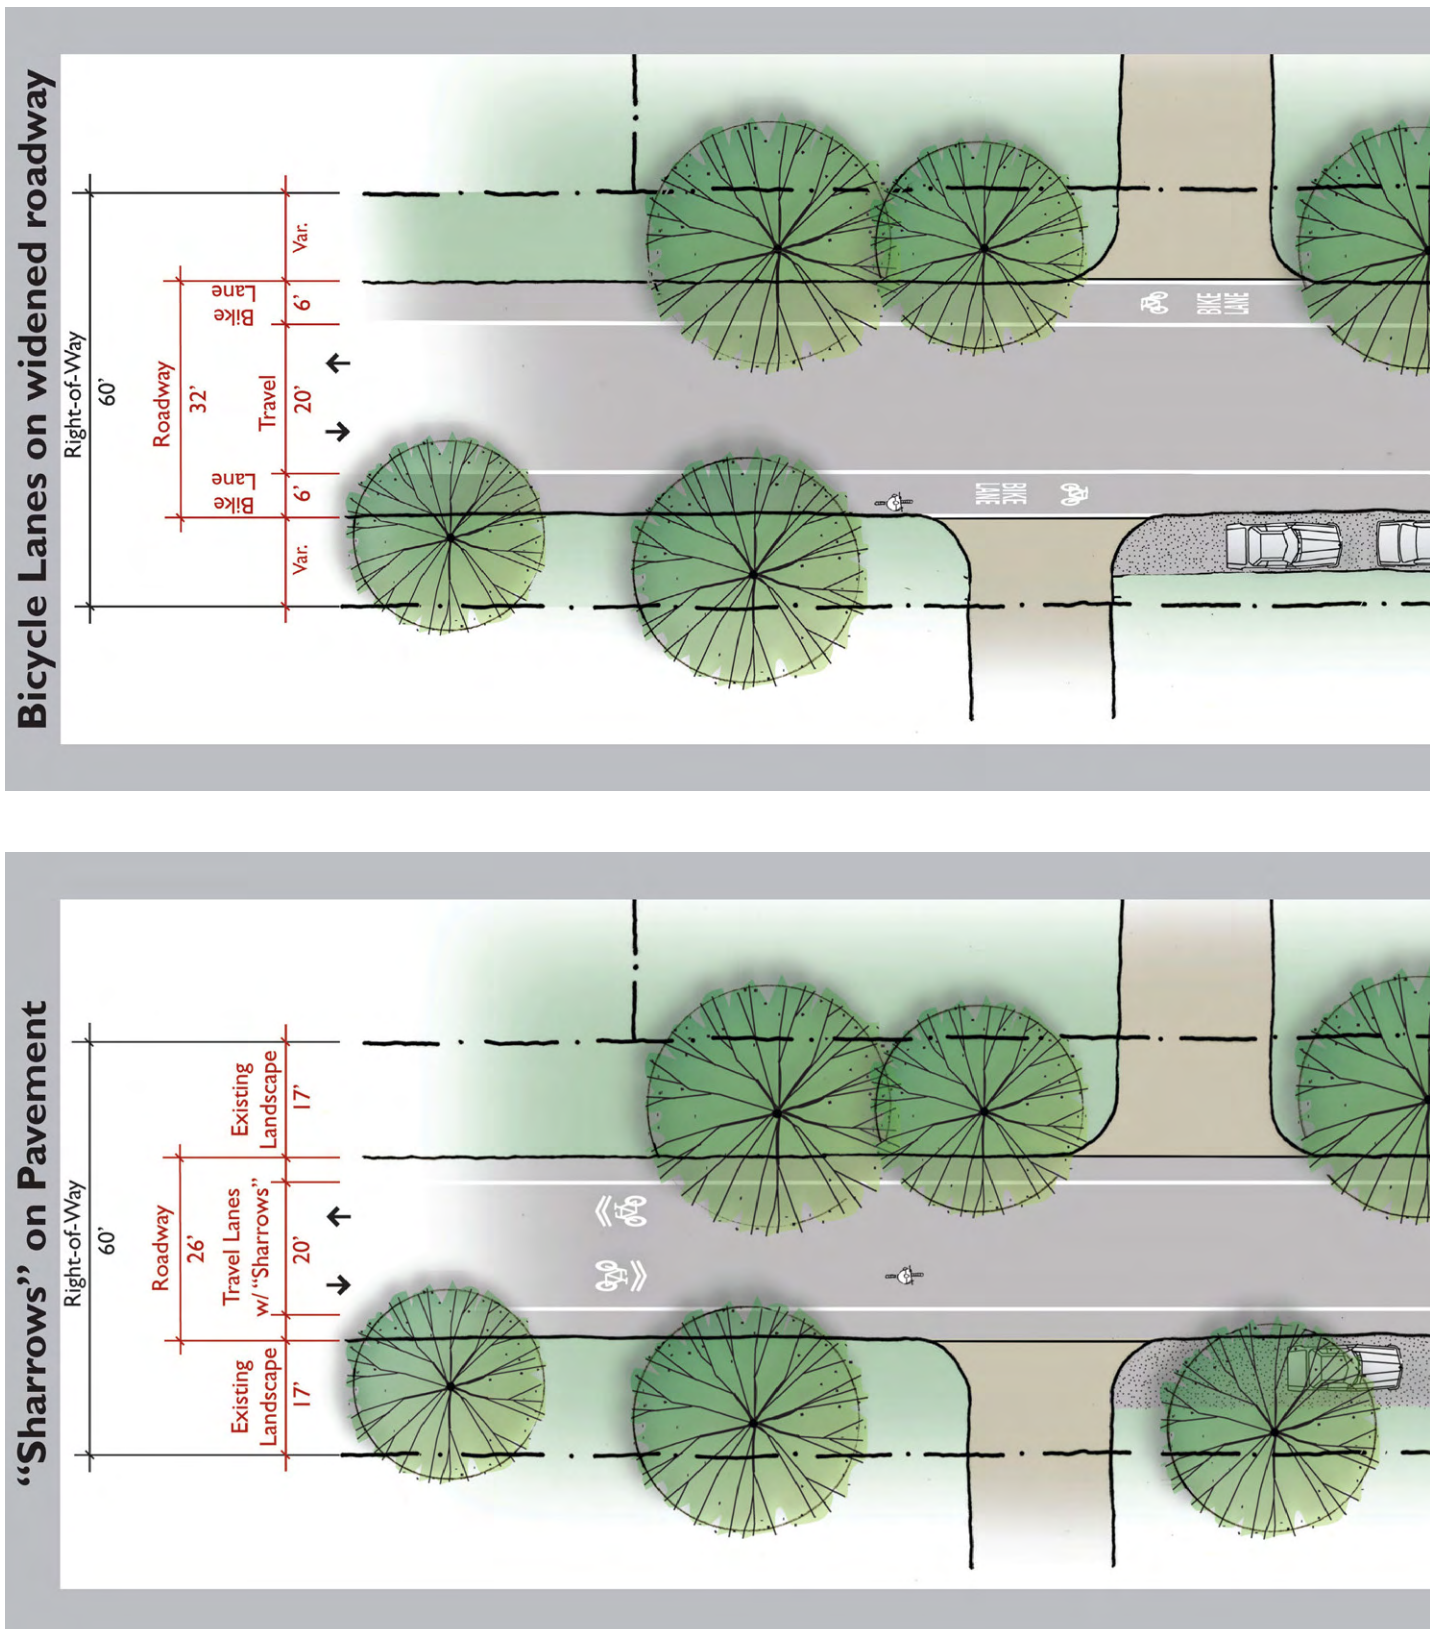 Bicycle Lanes on widened roadway
Right-of-Way
60'
Roadway
32'
Var.
Bike
Lane
6'
Travel
20'
Bike
Lane
6'
Var.
BIKE
LANE
BIKE
LANE
“Sharrows” on Pavement
Right-of-Way
60'
Roadway
26'
Existing
Landscape
17'
Travel Lanes
w/ “Sharrows”
20'
Existing
Landscape
17'